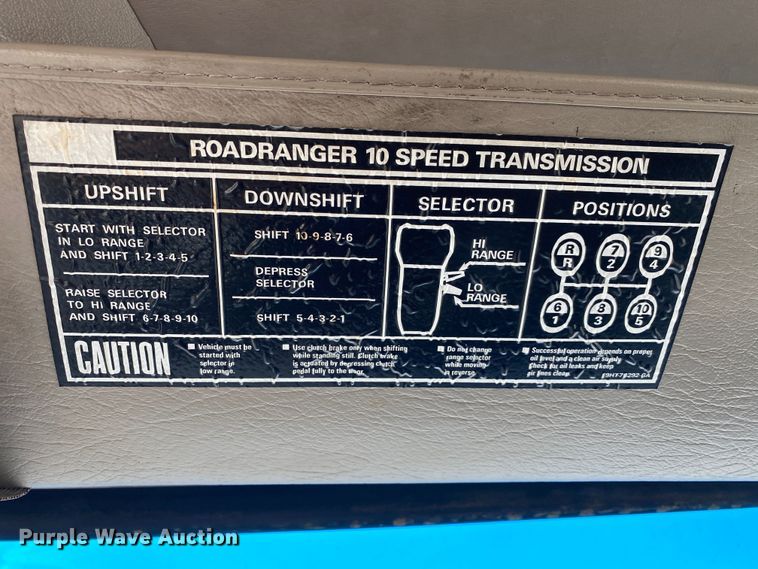 ROADRANGER 10 SPEED TRANSMISSION
UPSHIFT
START WITH SELECTOR
IN LO RANGE
AND SHIFT 1-2-3-4-5
RAISE SELECTOR
TO HI RANGE
AND SHIFT 6-7-8-9-10
DOWNSHIFT
SHIFT 10-9-8-7-6
DEPRESS
SELECTOR
SHIFT 5-4-3-2-1
SELECTOR
HI
RANGE
LO
RANGE
POSITIONS
R 7 9
R 2 4
6 8 10
1 3 5
CAUTION
Vehicle must be
started with
selector in
low range.
Use clutch brake only when shifting
while standing still. Clutch brake
is actuated by depressing clutch
pedal fully to the floor.
Do not change
range selector
while moving
in reverse.
Successful operation depends on proper
oil level and a clean air supply.
Check for oil leaks and keep
air lines clean.
Purple Wave Auction